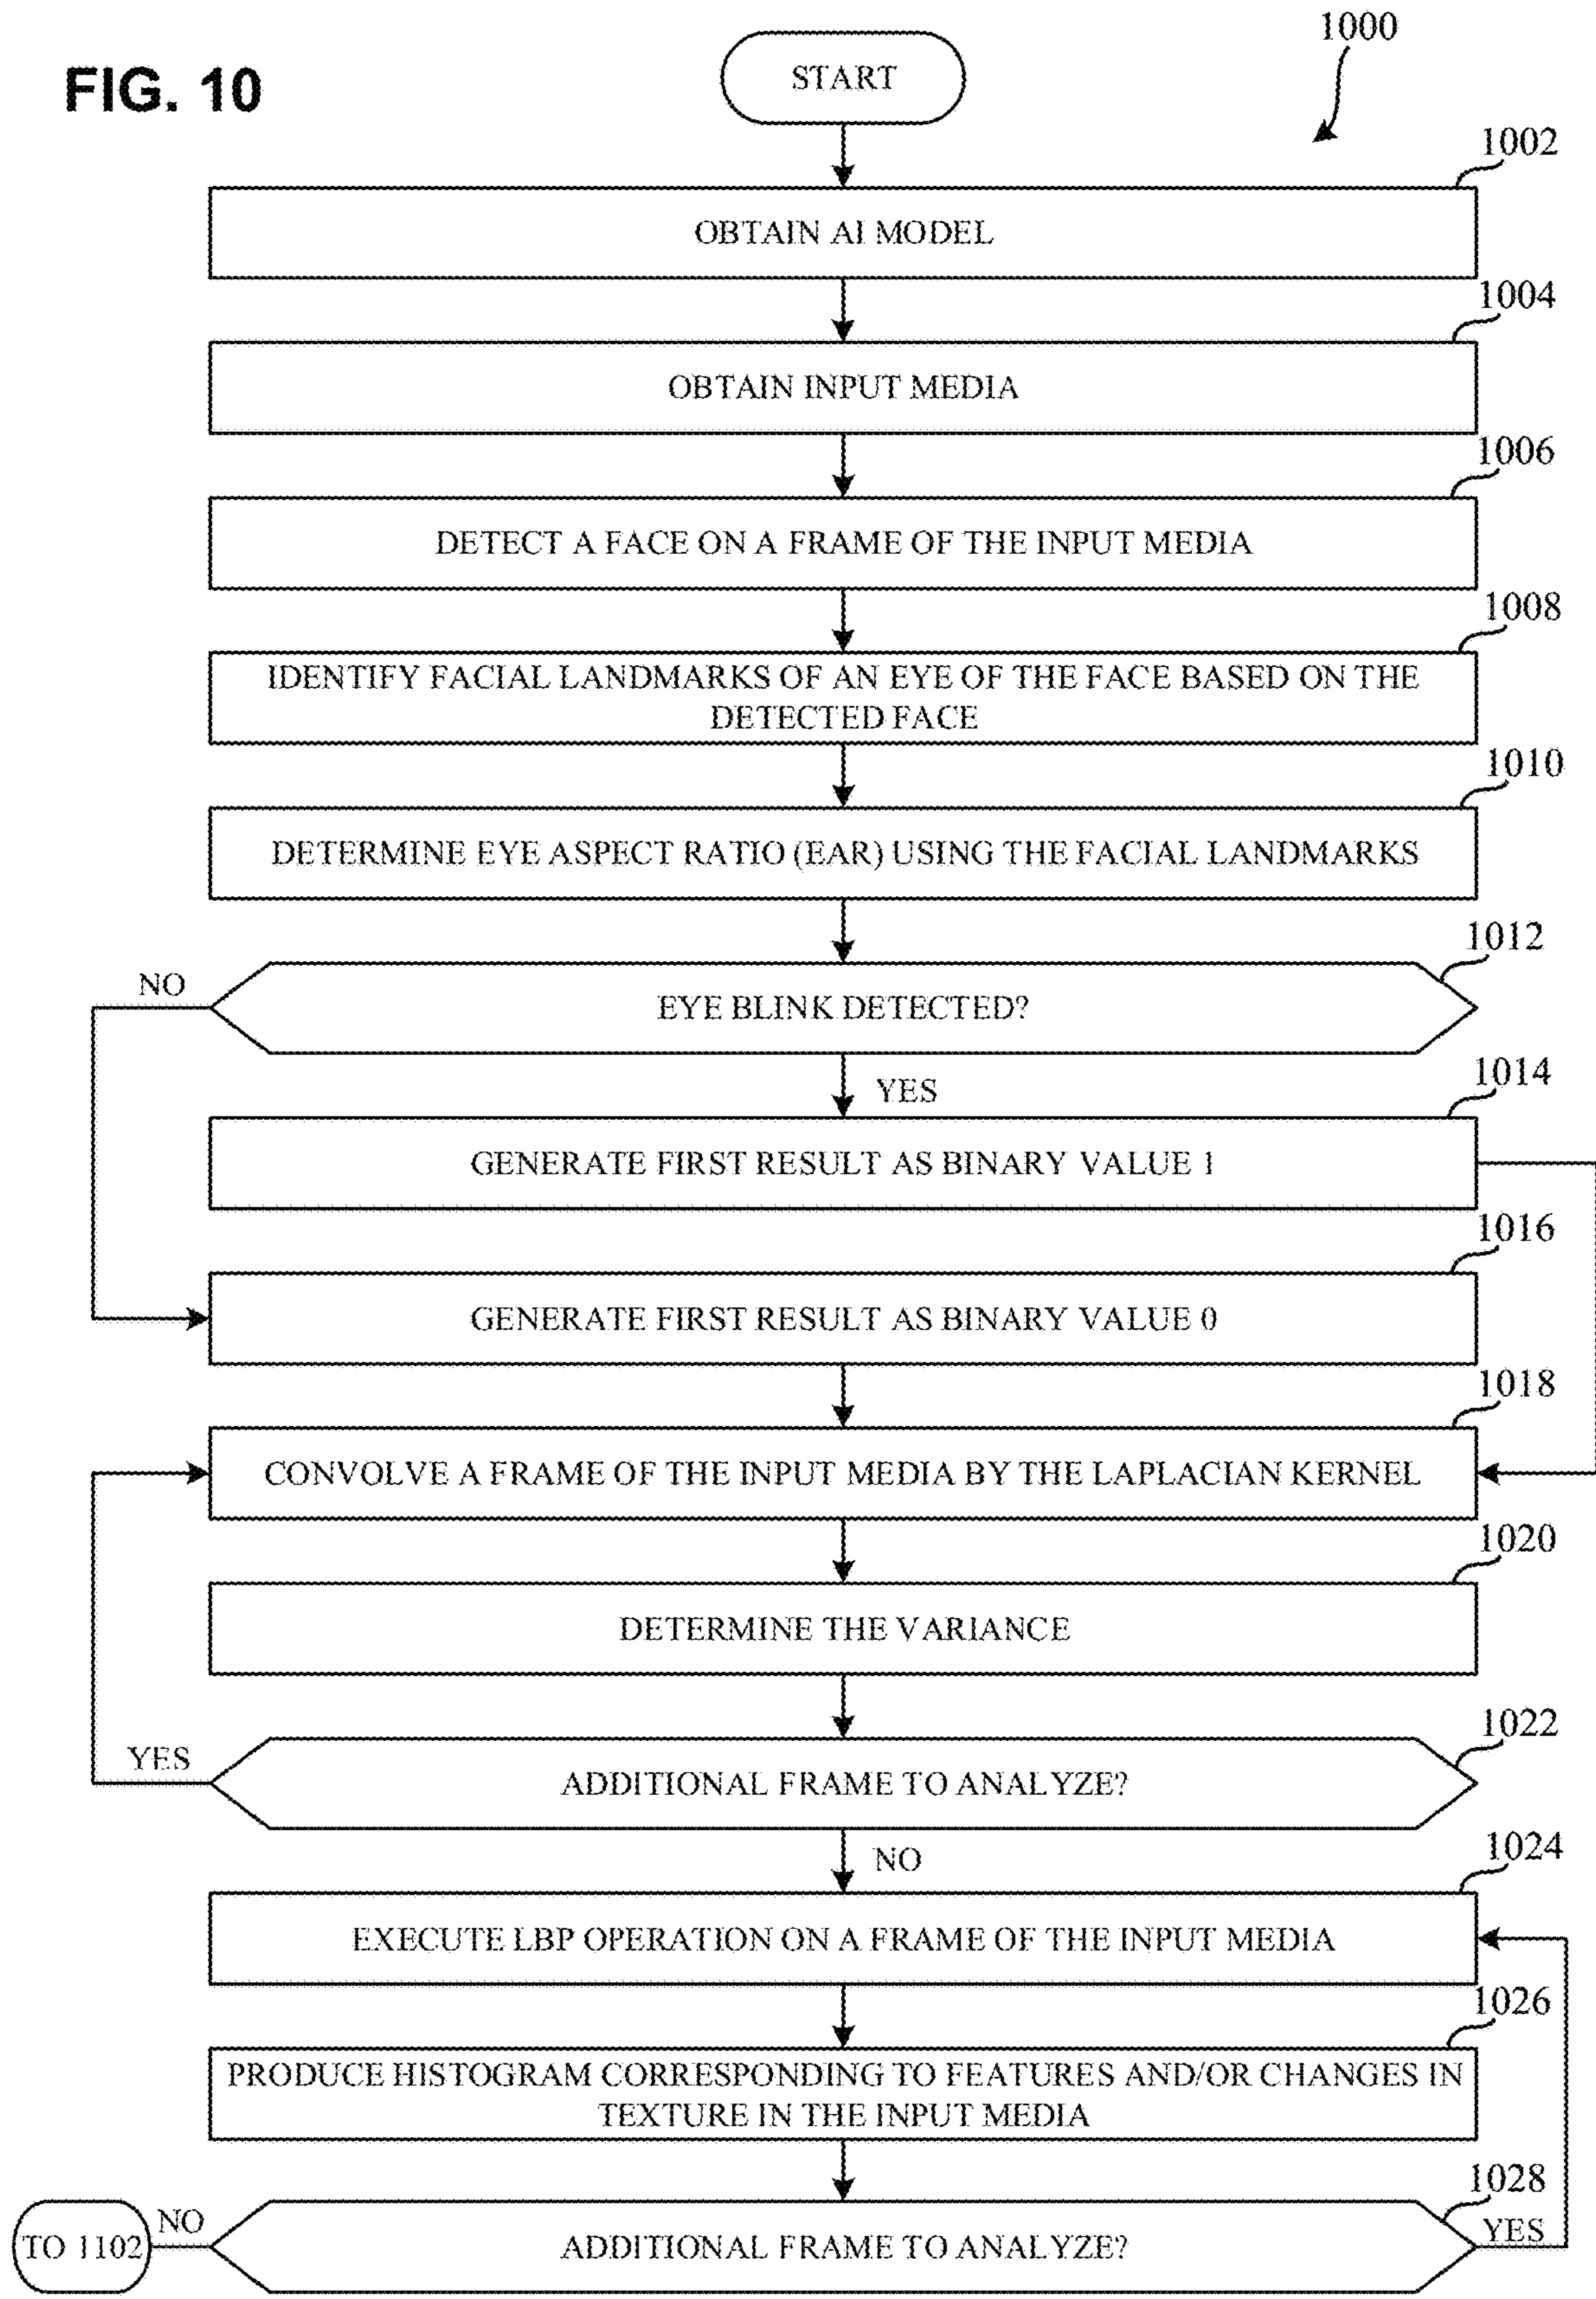 FIG. 10
1000
START
1002
OBTAIN AI MODEL
1004
OBTAIN INPUT MEDIA
1006
DETECT A FACE ON A FRAME OF THE INPUT MEDIA
1008
IDENTIFY FACIAL LANDMARKS OF AN EYE OF THE FACE BASED ON THE
DETECTED FACE
1010
DETERMINE EYE ASPECT RATIO (EAR) USING THE FACIAL LANDMARKS
1012
NO
EYE BLINK DETECTED?
YES
1014
GENERATE FIRST RESULT AS BINARY VALUE 1
1016
GENERATE FIRST RESULT AS BINARY VALUE 0
1018
CONVOLVE A FRAME OF THE INPUT MEDIA BY THE LAPLACIAN KERNEL
1020
DETERMINE THE VARIANCE
1022
YES
ADDITIONAL FRAME TO ANALYZE?
NO
1024
EXECUTE LBP OPERATION ON A FRAME OF THE INPUT MEDIA
1026
PRODUCE HISTOGRAM CORRESPONDING TO FEATURES AND/OR CHANGES IN
TEXTURE IN THE INPUT MEDIA
1028
TO 1102
NO
ADDITIONAL FRAME TO ANALYZE?
YES